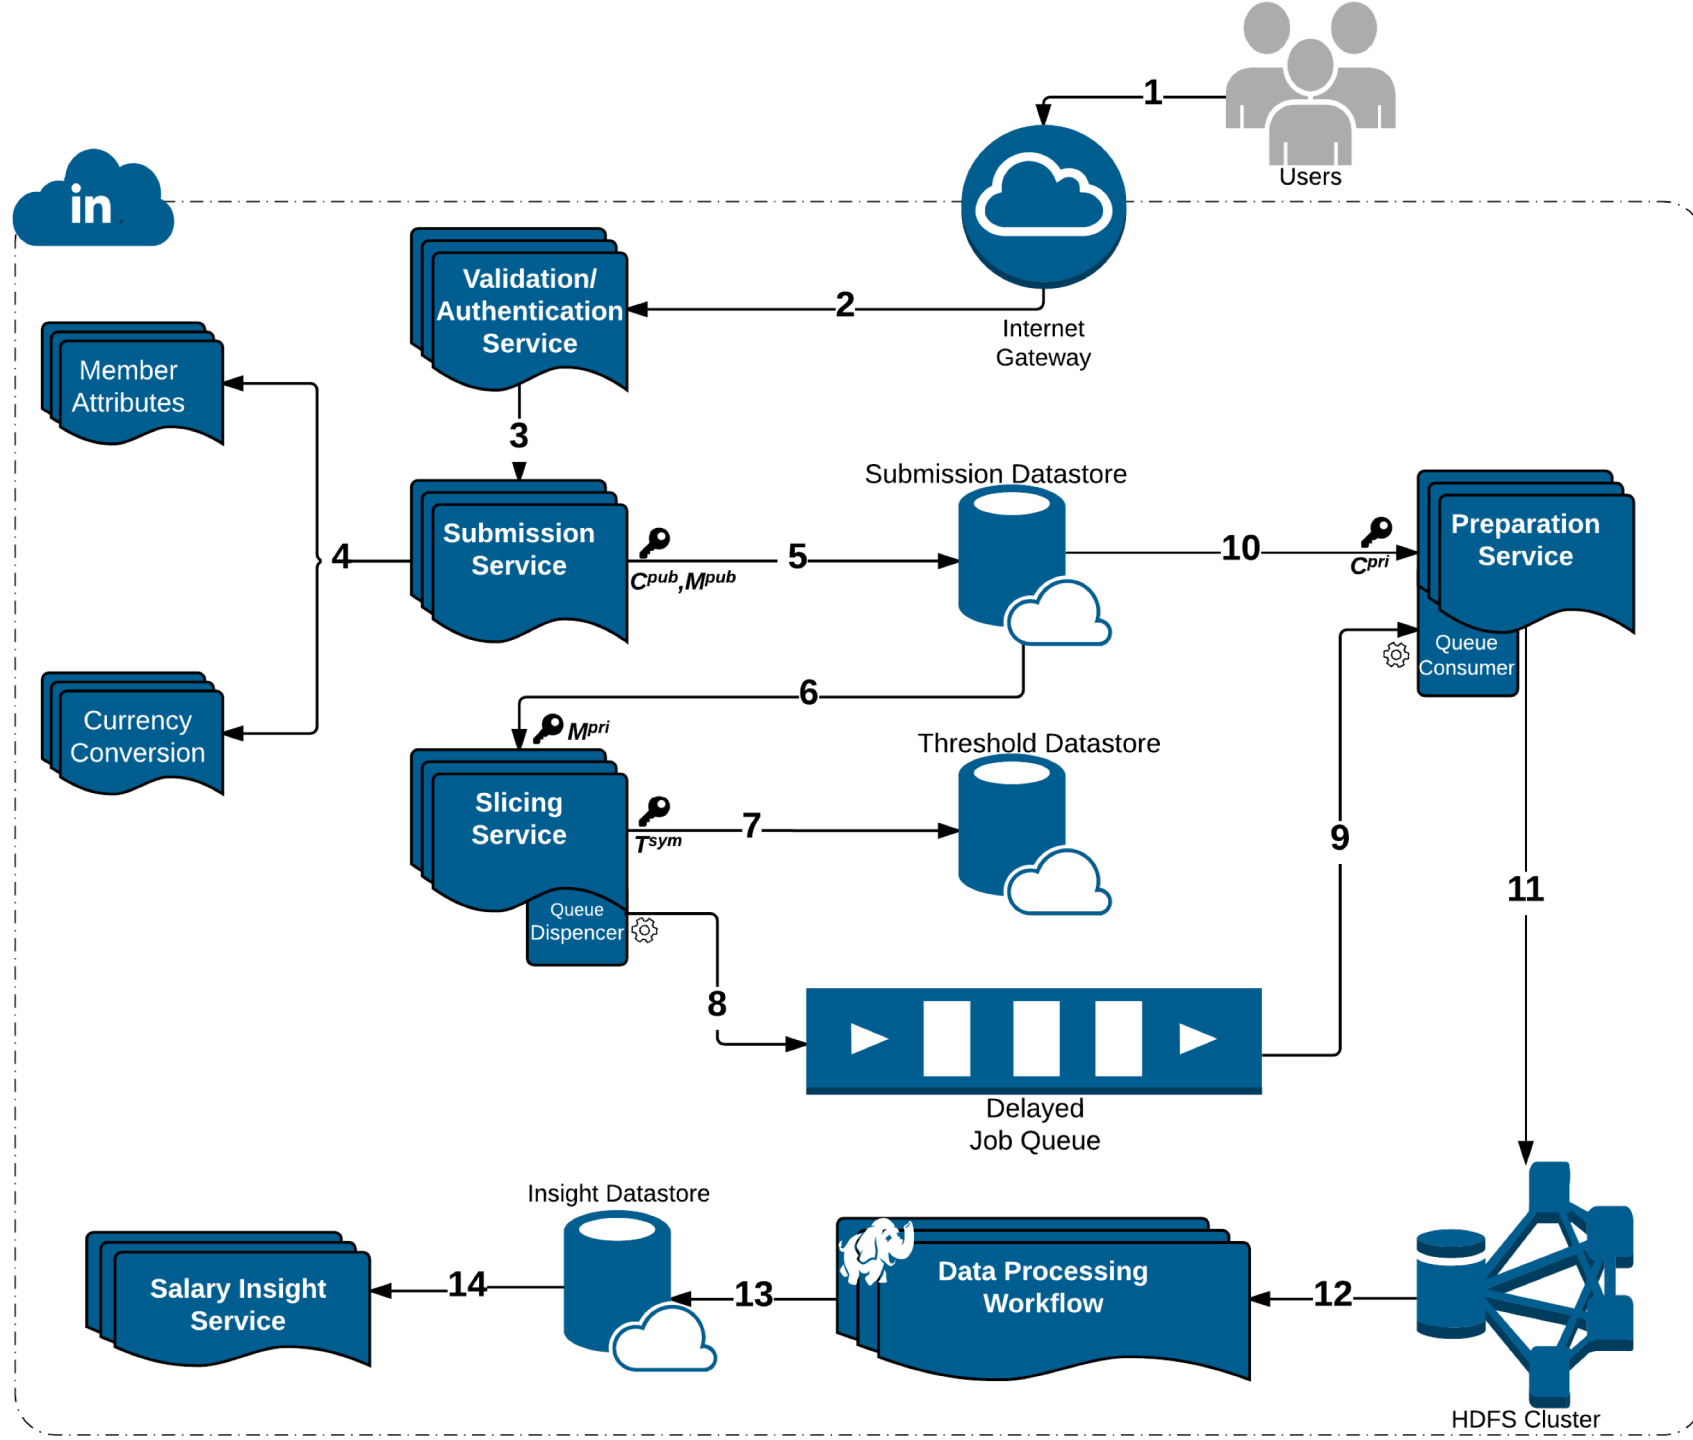 1
Users
in
Validation/
Authentication
Service
2
Internet
Gateway
Member
Attributes
3
Submission Datastore
Submission
Service
4
Cpub,Mpub
5
10
Cpri
Preparation
Service
Queue
Consumer
6
Currency
Conversion
Mpri
Threshold Datastore
Slicing
Service
Tsym
7
9
11
Queue
Dispencer
8
Delayed
Job Queue
Insight Datastore
Salary Insight
Service
14
13
Data Processing
Workflow
12
HDFS Cluster